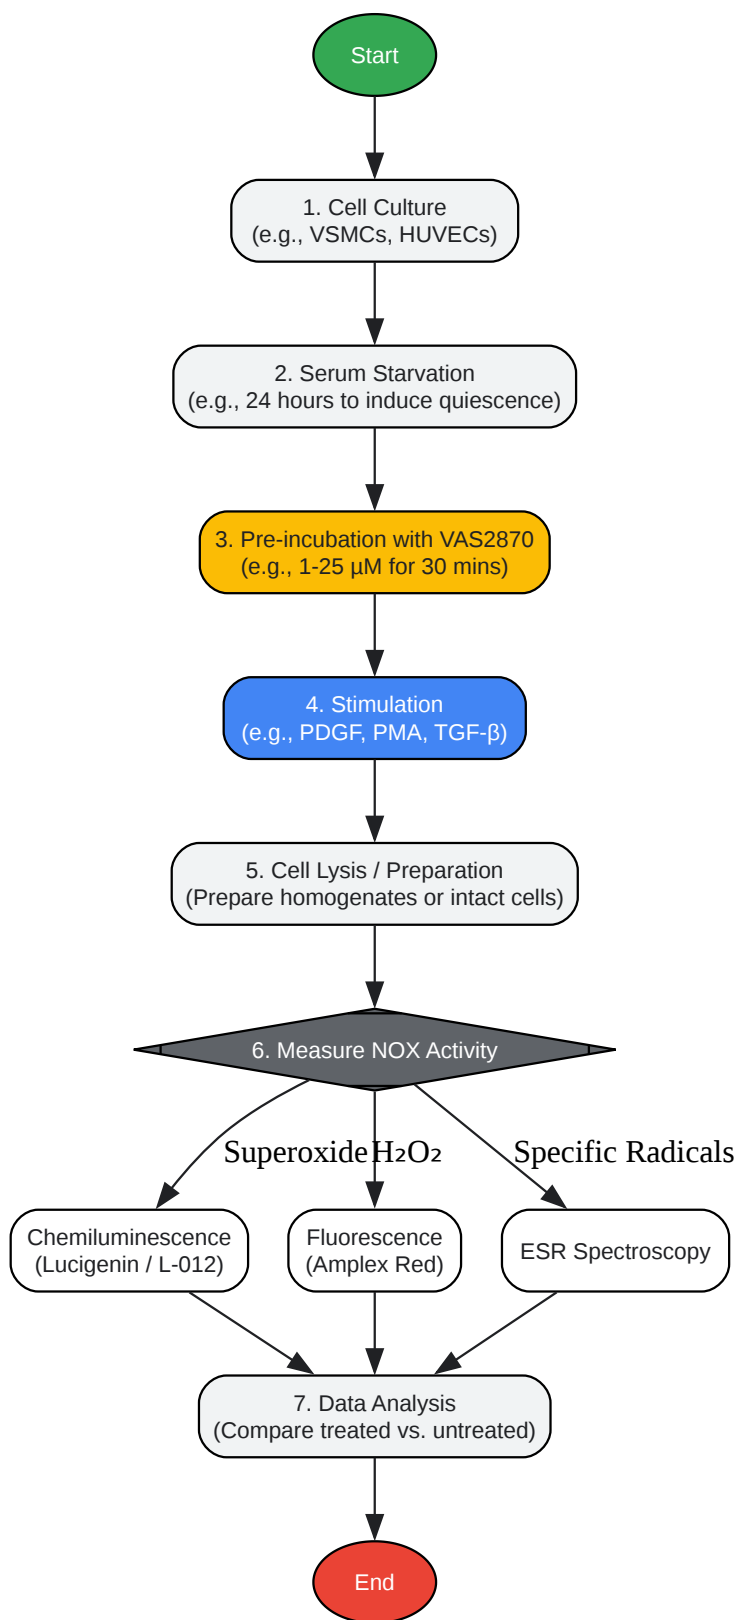 Start
1. Cell Culture
(e.g., VSMCs, HUVECs)
2. Serum Starvation
(e.g., 24 hours to induce quiescence)
3. Pre-incubation with VAS2870
(e.g., 1-25 µM for 30 mins)
4. Stimulation
(e.g., PDGF, PMA, TGF-β)
5. Cell Lysis / Preparation
(Prepare homogenates or intact cells)
6. Measure NOX Activity
Superoxide
H₂O₂
Specific Radicals
Chemiluminescence
(Lucigenin / L-012)
Fluorescence
(Amplex Red)
ESR Spectroscopy
7. Data Analysis
(Compare treated vs. untreated)
End